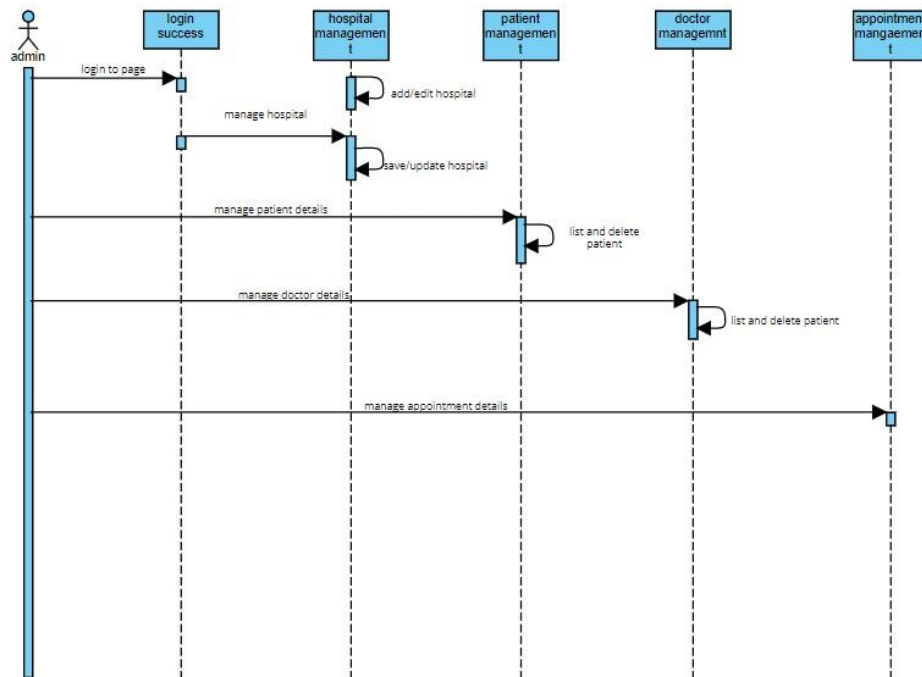 admin
login
success
hospital
managemen
t
patient
managemen
t
doctor
managemnt
appointmen
mangaemen
t
login to page
add/edit hospital
manage hospital
save/update hospital
manage patient details
list and delete
patient
manage doctor details
list and delete patient
manage appointment details